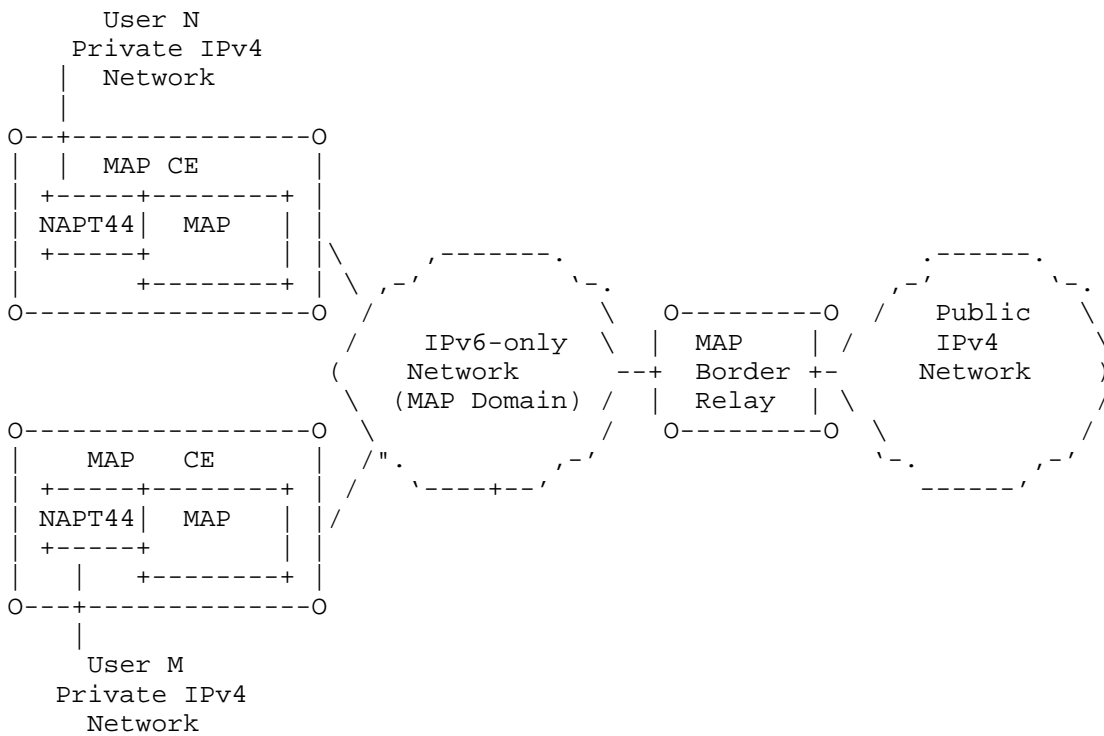 User N
Private IPv4
Network
MAP CE
NAPT44 MAP
IPv6-only
Network
(MAP Domain)
MAP
Border
Relay
Public
IPv4
Network
MAP CE
NAPT44 MAP
User M
Private IPv4
Network